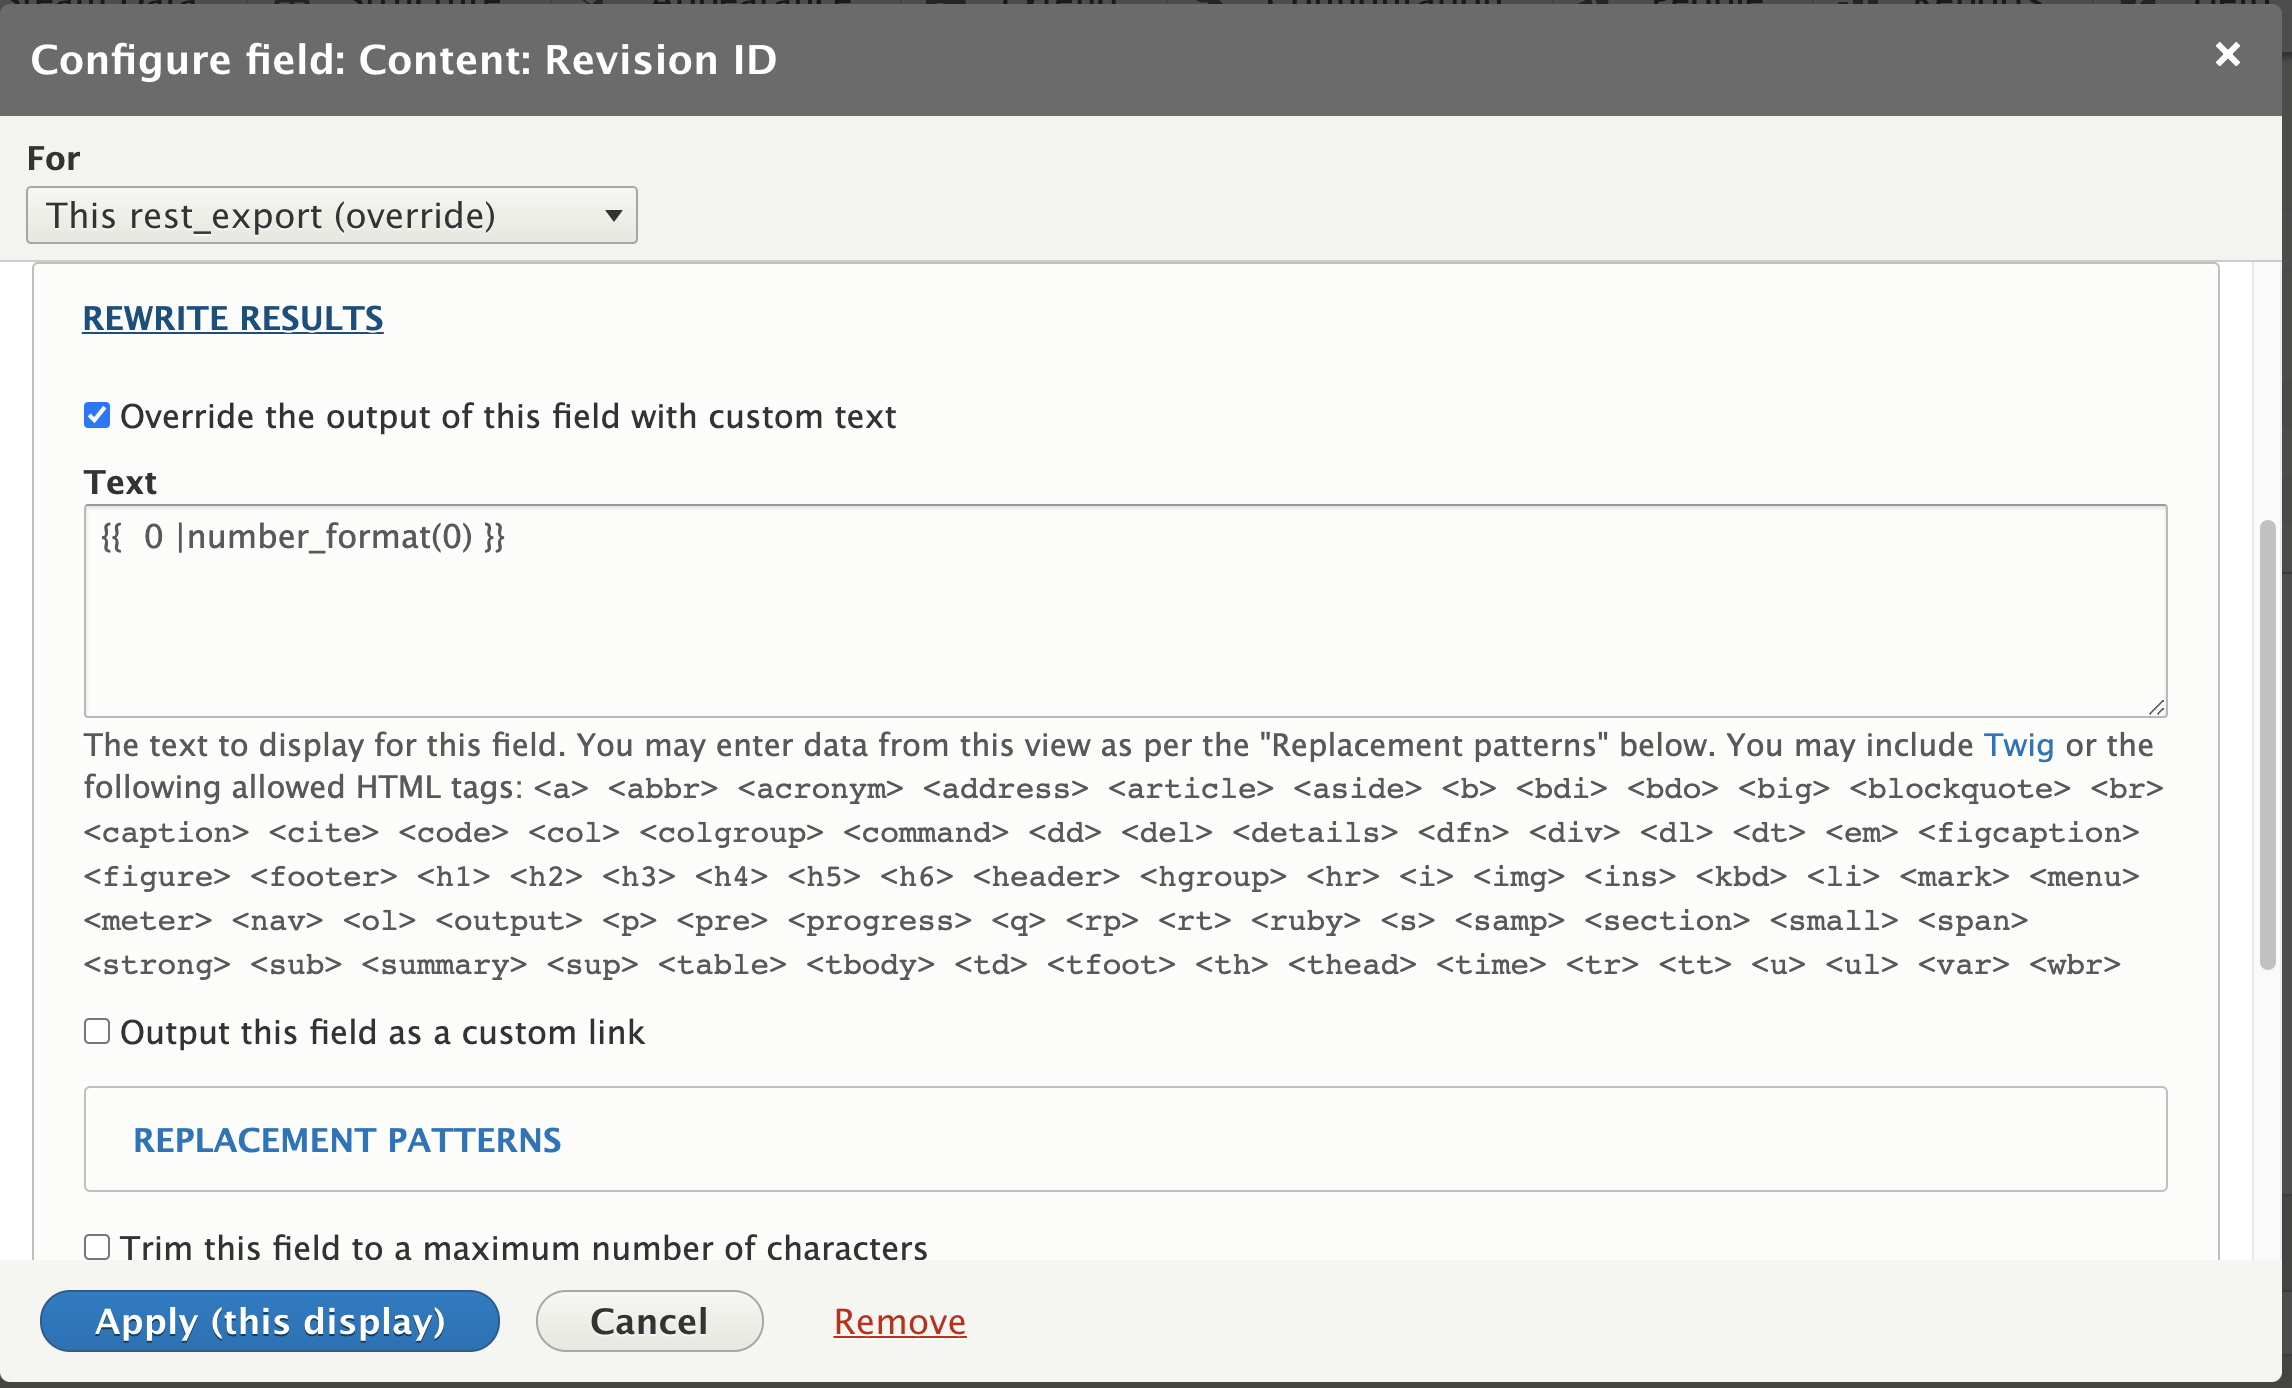 Configure field: Content: Revision ID
For
This rest_export (override)
REWRITE RESULTS
Override the output of this field with custom text
Text
{{  0 |number_format(0) }}
The text to display for this field. You may enter data from this view as per the "Replacement patterns" below. You may include Twig or the
following allowed HTML tags: <a> <abbr> <acronym> <address> <article> <aside> <b> <bdi> <bdo> <big> <blockquote> <br>
<caption> <cite> <code> <col> <colgroup> <command> <dd> <del> <details> <dfn> <div> <dl> <dt> <em> <figcaption>
<figure> <footer> <h1> <h2> <h3> <h4> <h5> <h6> <header> <hgroup> <hr> <i> <img> <ins> <kbd> <li> <mark> <menu>
<meter> <nav> <ol> <output> <p> <pre> <progress> <q> <rp> <rt> <ruby> <s> <samp> <section> <small> <span>
<strong> <sub> <summary> <sup> <table> <tbody> <td> <tfoot> <th> <thead> <time> <tr> <tt> <u> <ul> <var> <wbr>
Output this field as a custom link
REPLACEMENT PATTERNS
Trim this field to a maximum number of characters
Apply (this display)
Cancel
Remove